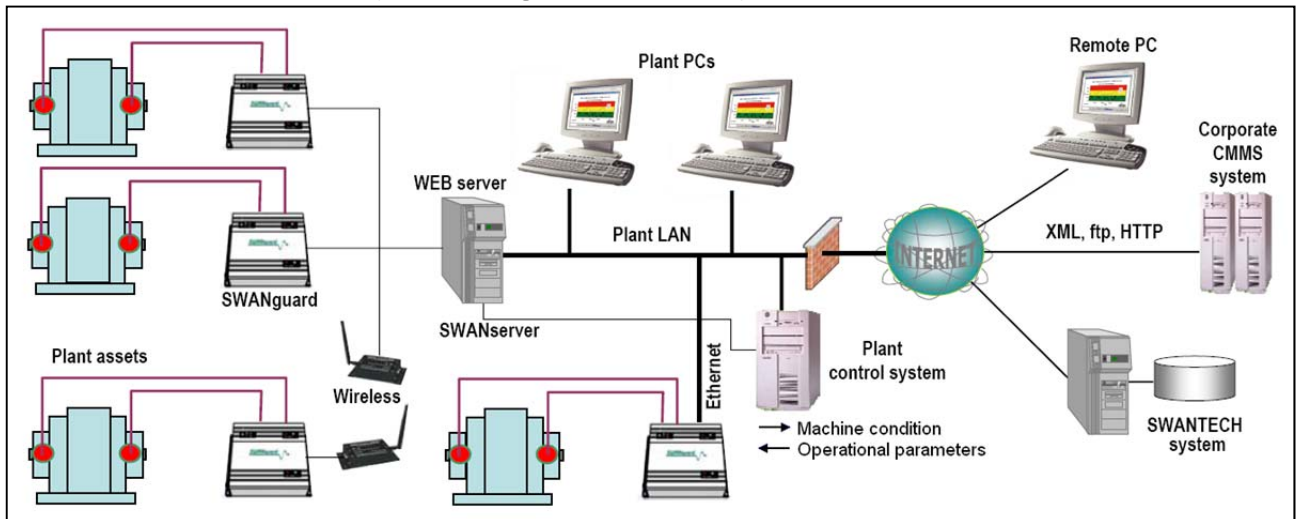 Plant PCs
Remote PC
Corporate
CMMS
system
WEB server
Plant LAN
INTERNET
XML, ftp, HTTP
SWANguard
SWANserver
Plant assets
Wireless
Ethernet
Plant
control system
Machine condition
Operational parameters
SWANTECH
system